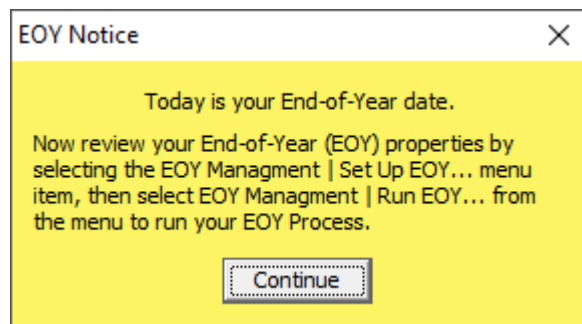 EOY Notice
Today is your End-of-Year date.
Now review your End-of-Year (EOY) properties by
selecting the EOY Managment | Set Up EOY... menu
item, then select EOY Managment | Run EOY... from
the menu to run your EOY Process.
Continue